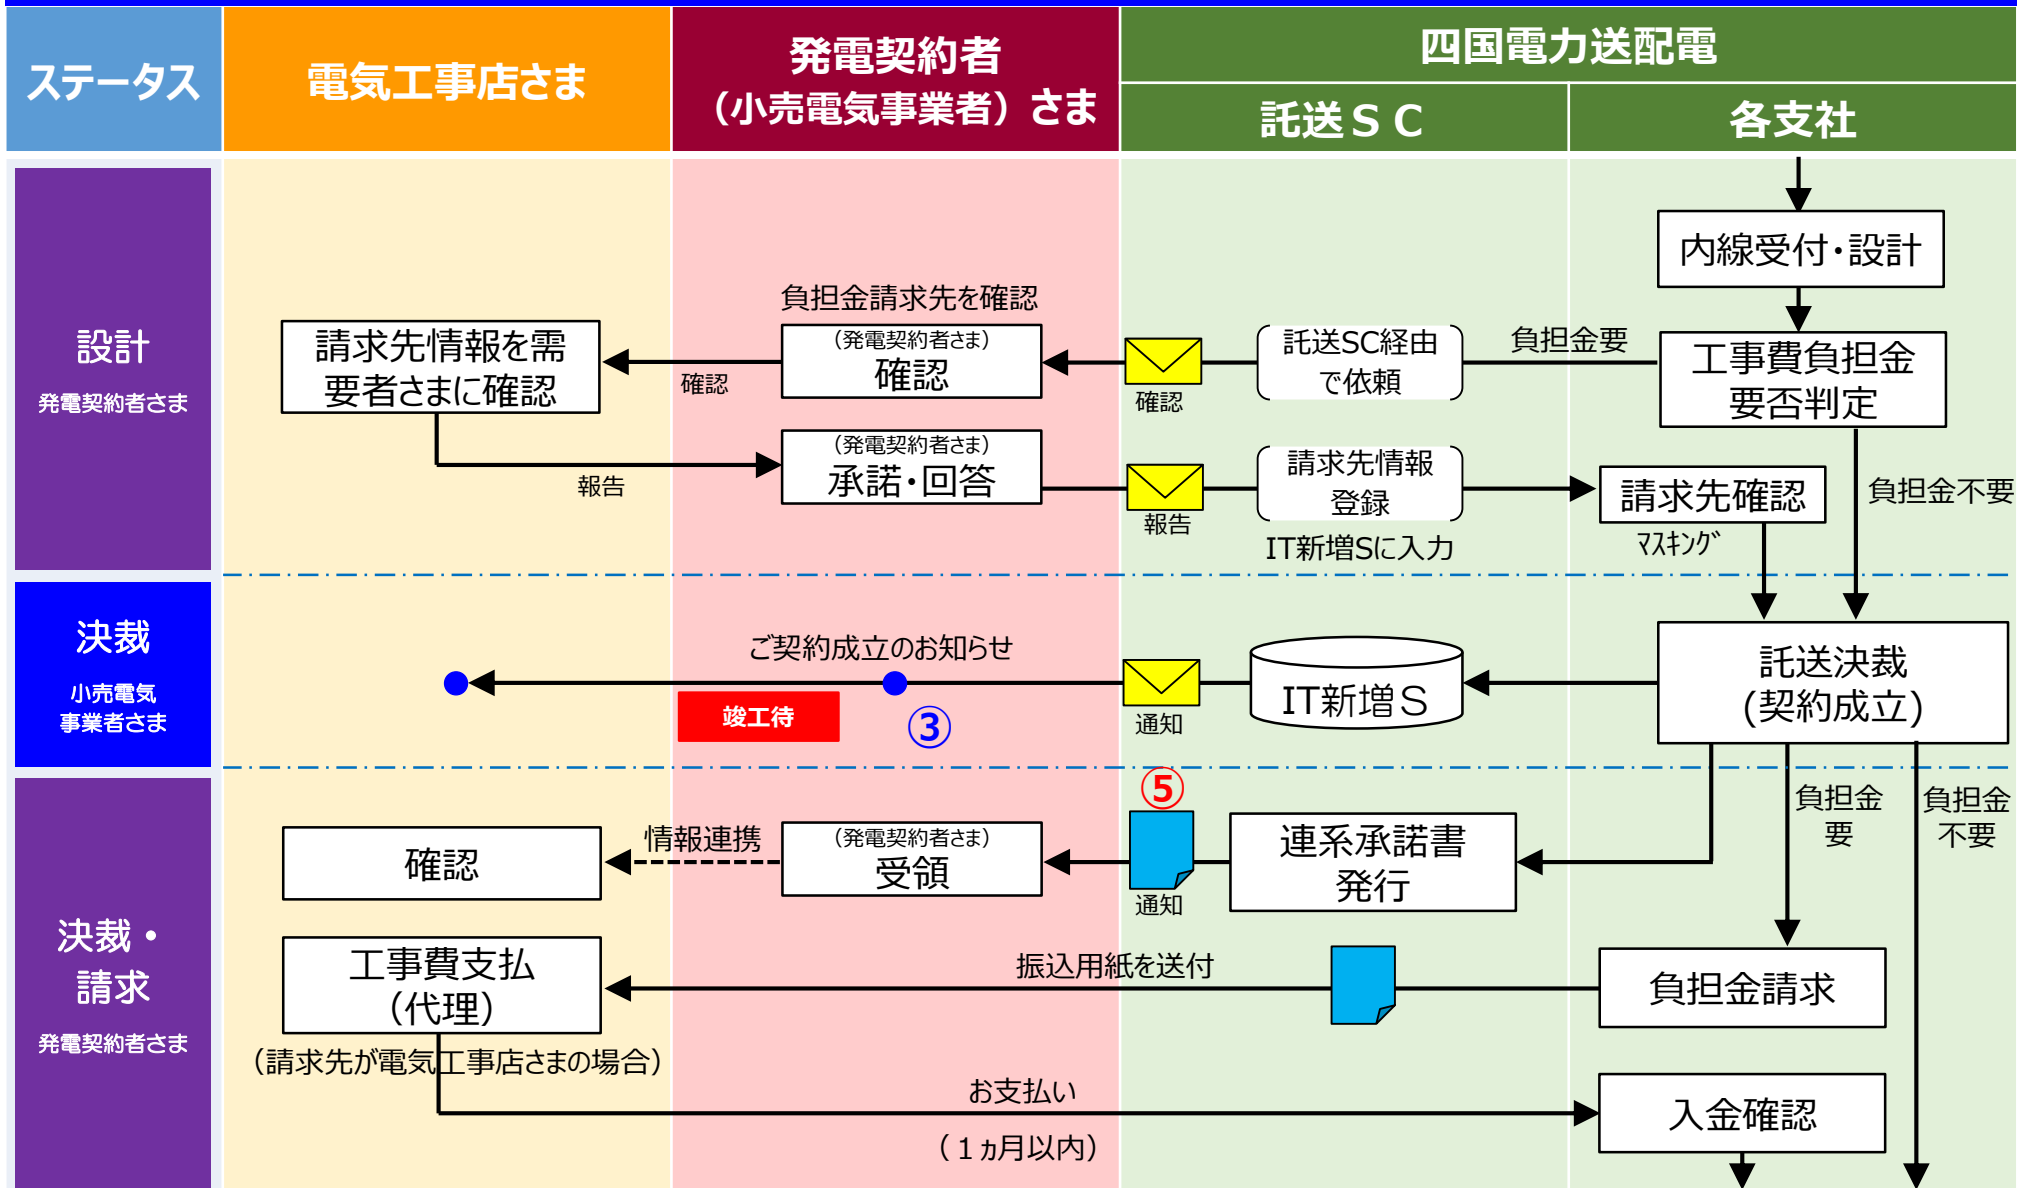 ステータス
電気工事店さま
発電契約者
（小売電気事業者）さま
四国電力送配電
託送ＳＣ
各支社
設計
発電契約者さま
内線受付・設計
負担金請求先を確認
請求先情報を需
要者さまに確認
確認
（発電契約者さま）
確認
確認
託送SC経由
で依頼
負担金要
工事費負担金
要否判定
報告
（発電契約者さま）
承諾・回答
報告
請求先情報
登録
IT新増Sに入力
請求先確認
ﾏｽｷﾝｸﾞ
負担金不要
決裁
小売電気
事業者さま
ご契約成立のお知らせ
竣工待
③
通知
IT新増Ｓ
託送決裁
(契約成立)
決裁・
請求
発電契約者さま
確認
情報連携
（発電契約者さま）
受領
⑤
通知
連系承諾書
発行
負担金
要
負担金
不要
工事費支払
（代理）
（請求先が電気工事店さまの場合）
振込用紙を送付
負担金請求
お支払い
（１ヵ月以内）
入金確認